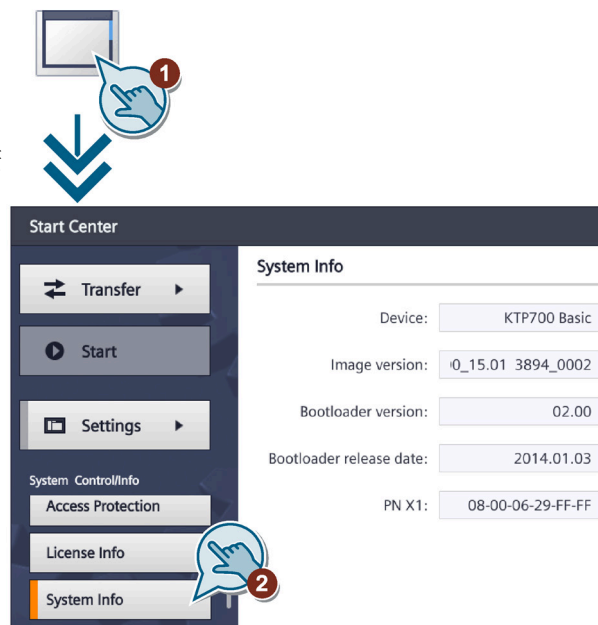 1
Start Center
System Info
Transfer
Device: KTP700 Basic
Start
Image version: 0_15.01 3894_0002
Bootloader version: 02.00
Settings
Bootloader release date: 2014.01.03
System Control/Info
Access Protection
PN X1: 08-00-06-29-FF-FF
License Info
System Info
2